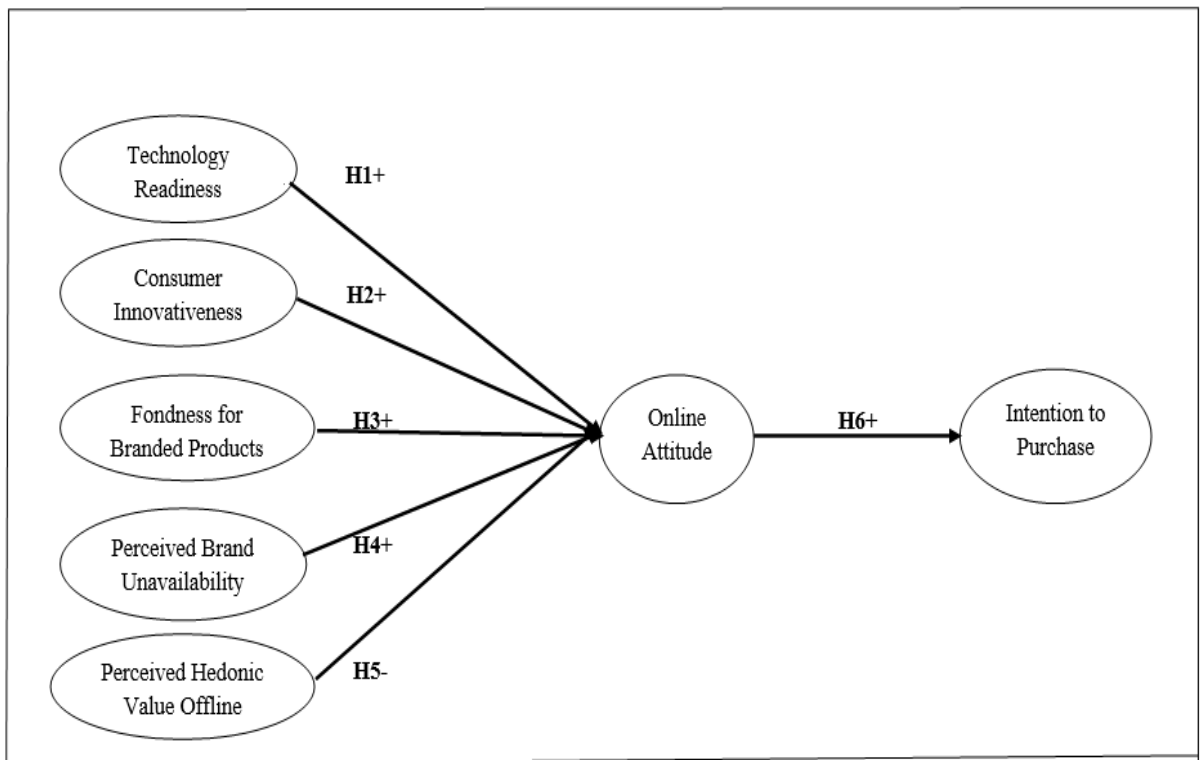 Technology
Readiness
H1+
Consumer
Innovativeness
H2+
Fondness for
Branded Products
H3+
Perceived Brand
Unavailability
H4+
Perceived Hedonic
Value Offline
H5-
Online
Attitude
H6+
Intention to
Purchase